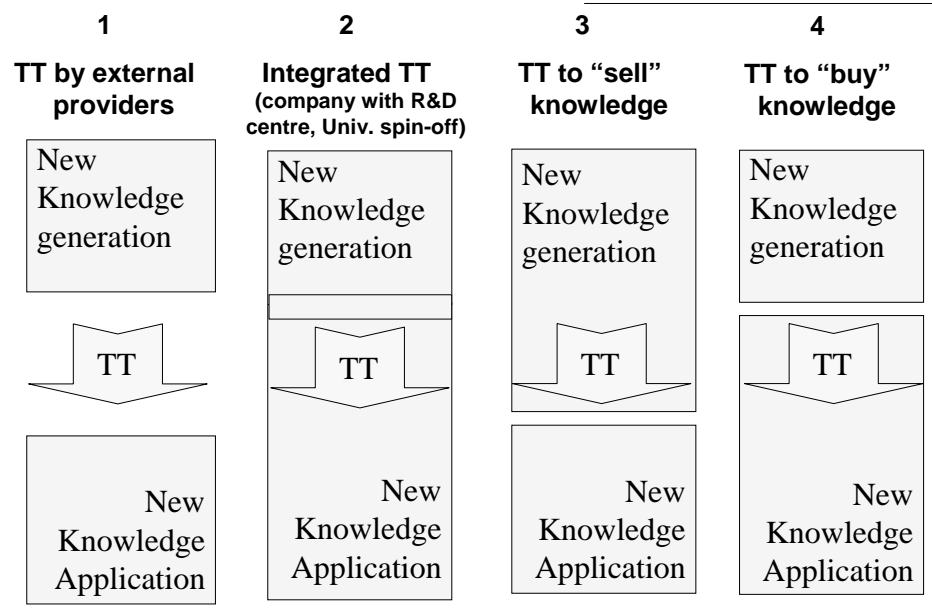 1
TT by external
providers
New
Knowledge
generation
TT
New
Knowledge
Application
2
Integrated TT
(company with R&D
centre, Univ. spin-off)
New
Knowledge
generation
TT
New
Knowledge
Application
3
TT to “sell”
knowledge
New
Knowledge
generation
TT
New
Knowledge
Application
4
TT to “buy”
knowledge
New
Knowledge
generation
TT
New
Knowledge
Application